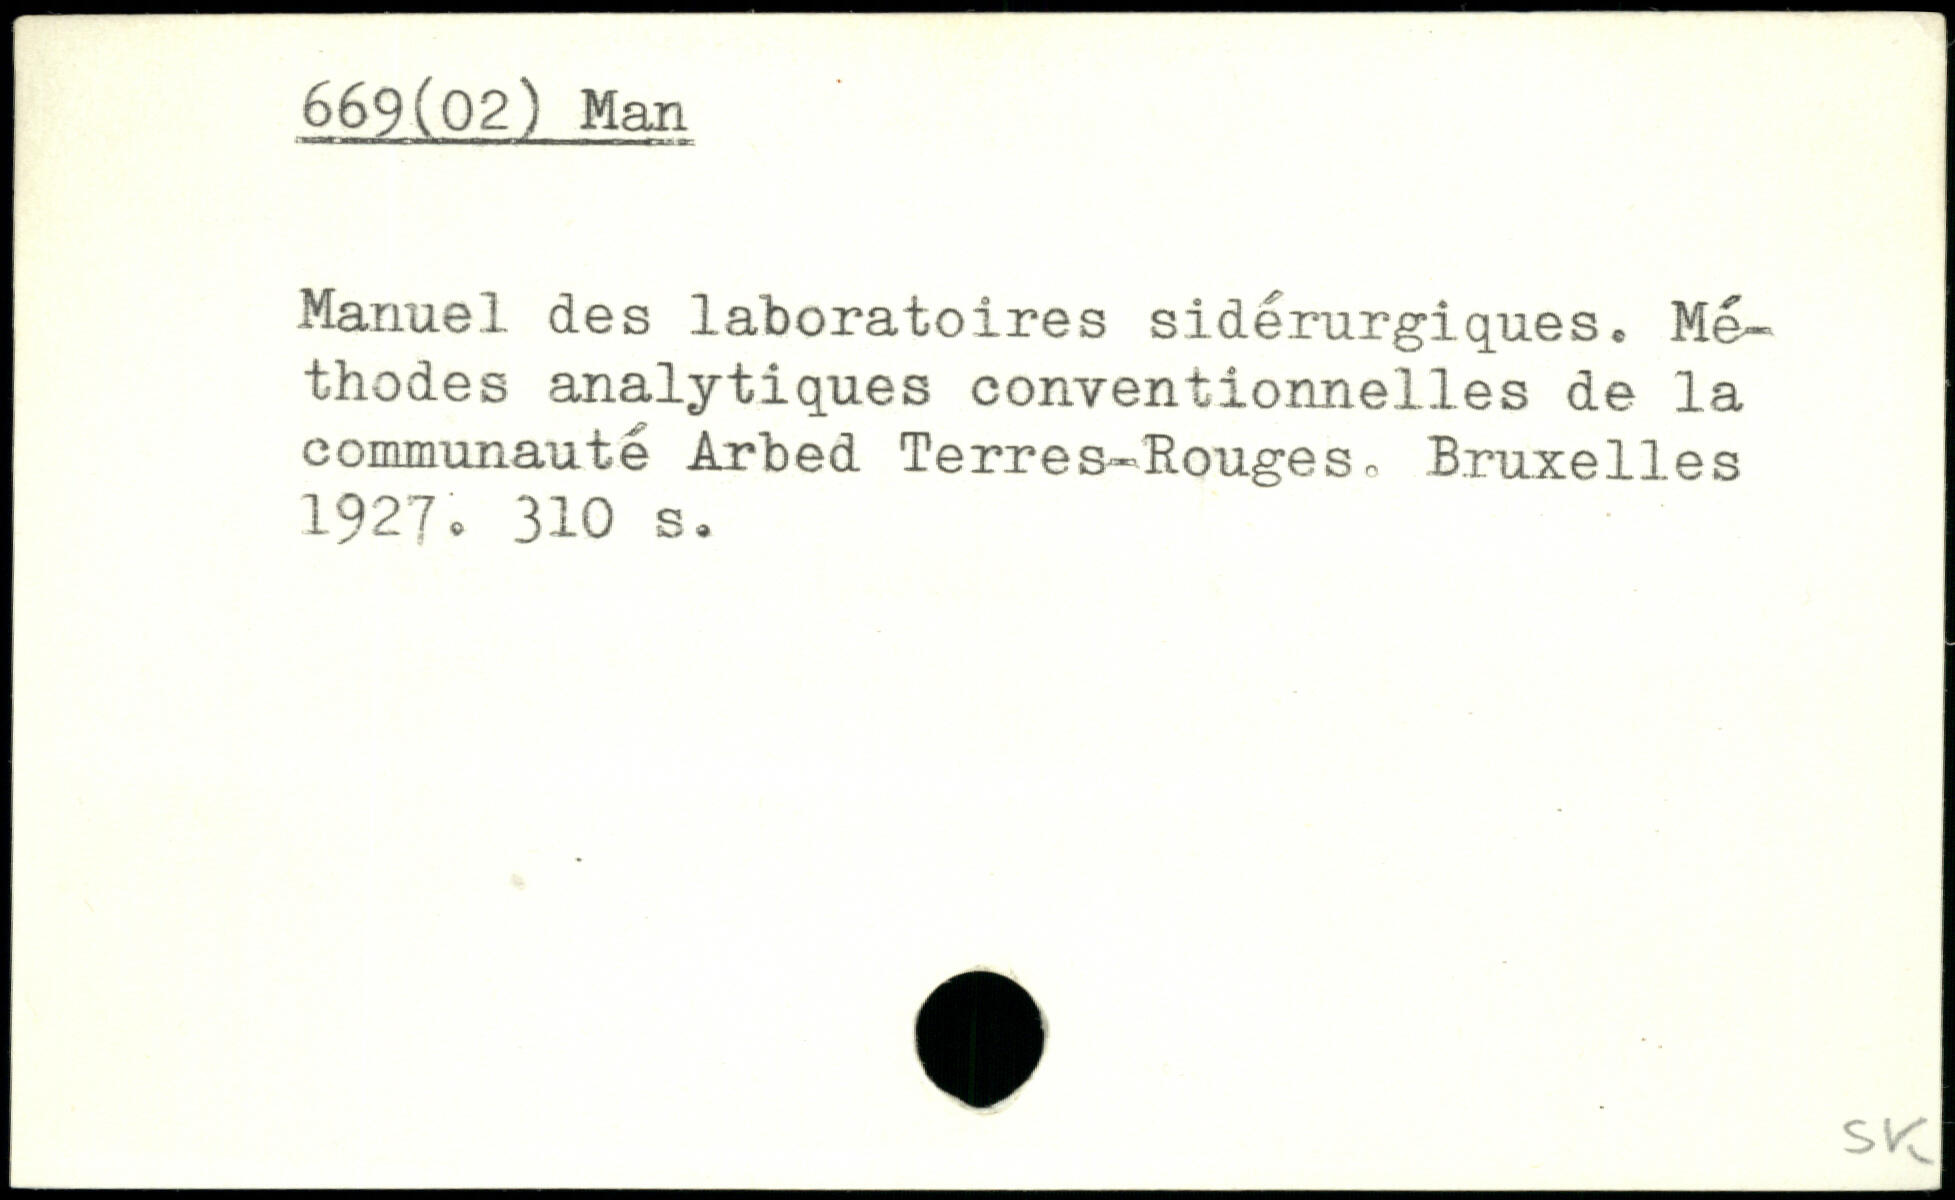 669(02) Man
Manuel des laboratoires sidérurgiques. Mé-
thodes analytiques conventionnelles de la
communauté Arbed Terres-Rouges. Bruxelles
1927. 310 s.
SK